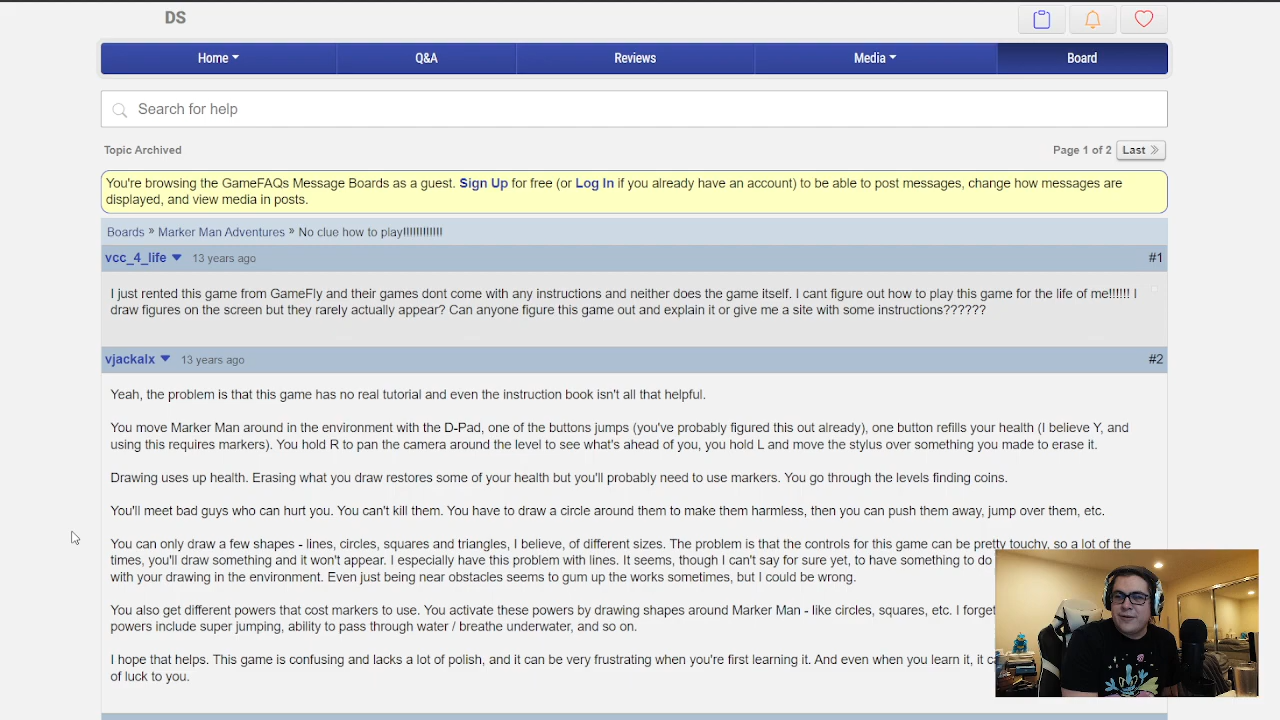 DS
Home
Q&A
Reviews
Media
Board
Search for help
Topic Archived
Page 1 of 2
Last
You're browsing the GameFAQs Message Boards as a guest. Sign Up for free (or Log In if you already have an account) to be able to post messages, change how messages are
displayed, and view media in posts.
Boards » Marker Man Adventures » No clue how to play!!!!!!!!!!!!
vcc_4_life 13 years ago #1
I just rented this game from GameFly and their games dont come with any instructions and neither does the game itself. I cant figure out how to play this game for the life of me!!!!!! I
draw figures on the screen but they rarely actually appear? Can anyone figure this game out and explain it or give me a site with some instructions??????
vjackalx 13 years ago #2
Yeah, the problem is that this game has no real tutorial and even the instruction book isn't all that helpful.
You move Marker Man around in the environment with the D-Pad, one of the buttons jumps (you've probably figured this out already), one button refills your health (I believe Y, and
using this requires markers). You hold R to pan the camera around the level to see what's ahead of you, you hold L and move the stylus over something you made to erase it.
Drawing uses up health. Erasing what you draw restores some of your health but you'll probably need to use markers. You go through the levels finding coins.
You'll meet bad guys who can hurt you. You can't kill them. You have to draw a circle around them to make them harmless, then you can push them away, jump over them, etc.
You can only draw a few shapes - lines, circles, squares and triangles, I believe, of different sizes. The problem is that the controls for this game can be pretty touchy, so a lot of the
times, you'll draw something and it won't appear. I especially have this problem with lines. It seems, though I can't say for sure yet, to have something to do
with your drawing in the environment. Even just being near obstacles seems to gum up the works sometimes, but I could be wrong.
You also get different powers that cost markers to use. You activate these powers by drawing shapes around Marker Man - like circles, squares, etc. I forget
powers include super jumping, ability to pass through water / breathe underwater, and so on.
I hope that helps. This game is confusing and lacks a lot of polish, and it can be very frustrating when you're first learning it. And even when you learn it, it
of luck to you.